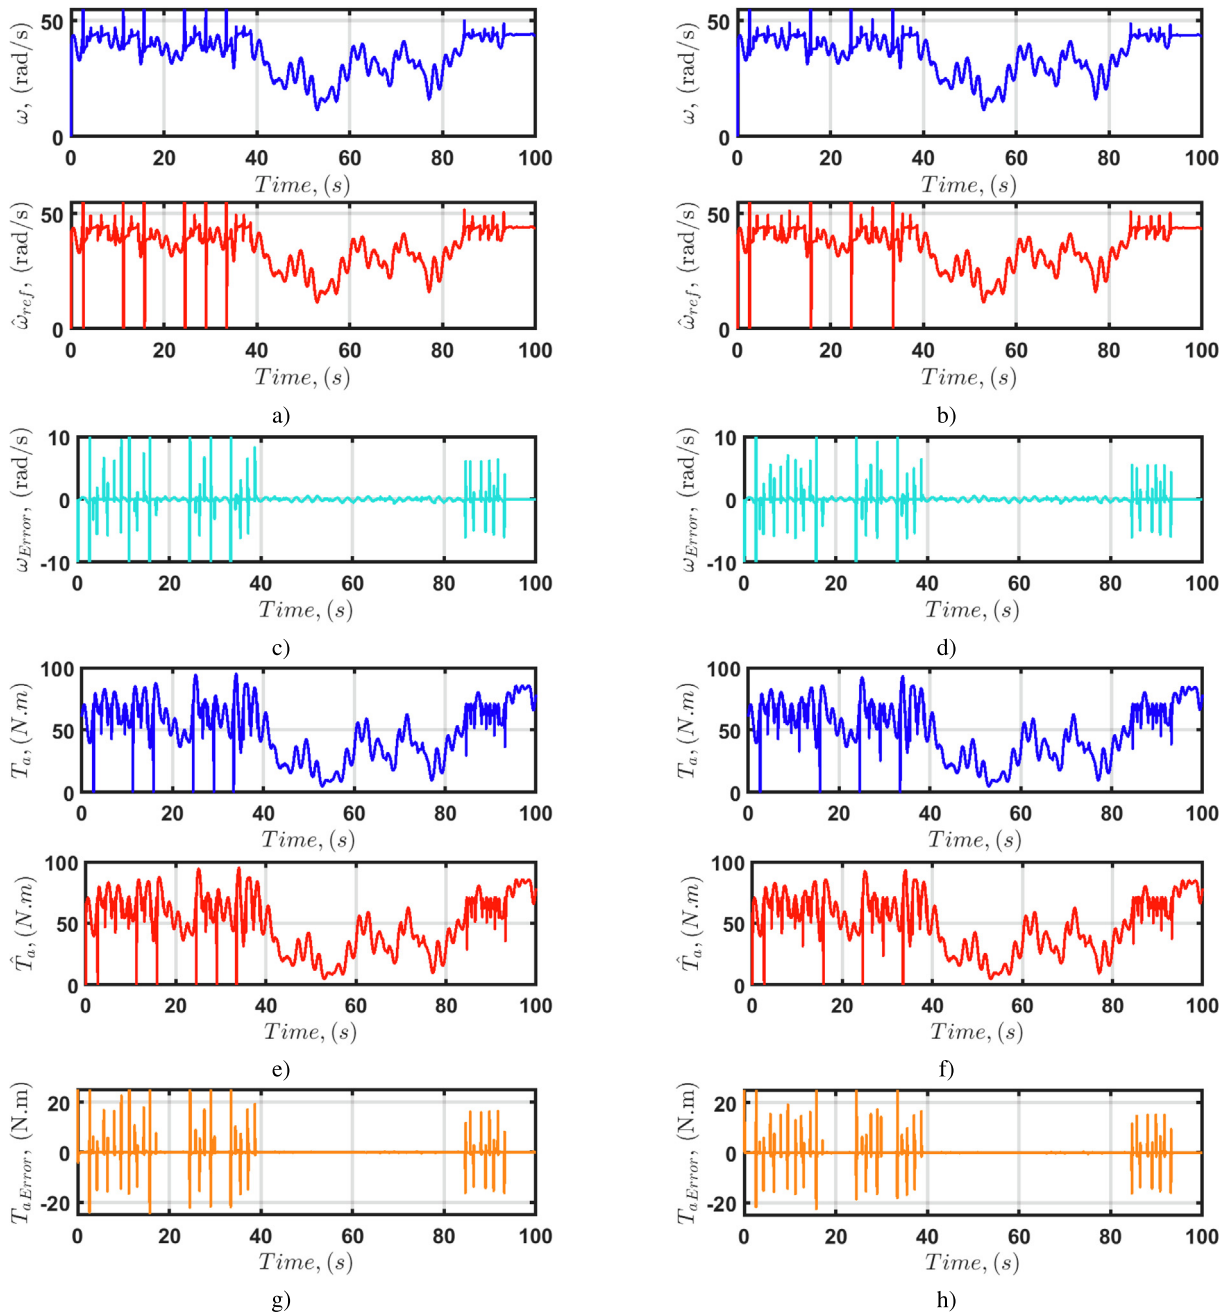 50
0
ω, (rad/s)
0 20 40 60 80 100
Time, (s)
50
0
ω̂ref, (rad/s)
0 20 40 60 80 100
Time, (s)
a)
50
0
ω, (rad/s)
0 20 40 60 80 100
Time, (s)
50
0
ω̂ref, (rad/s)
0 20 40 60 80 100
Time, (s)
b)
10
0
-10
ωError, (rad/s)
0 20 40 60 80 100
Time, (s)
c)
10
0
-10
ωError, (rad/s)
0 20 40 60 80 100
Time, (s)
d)
100
50
0
Ta, (N.m)
0 20 40 60 80 100
Time, (s)
100
50
0
T̂a, (N.m)
0 20 40 60 80 100
Time, (s)
e)
100
50
0
Ta, (N.m)
0 20 40 60 80 100
Time, (s)
100
50
0
T̂a, (N.m)
0 20 40 60 80 100
Time, (s)
f)
20
0
-20
TaError, (N.m)
0 20 40 60 80 100
Time, (s)
g)
20
0
-20
TaError, (N.m)
0 20 40 60 80 100
Time, (s)
h)